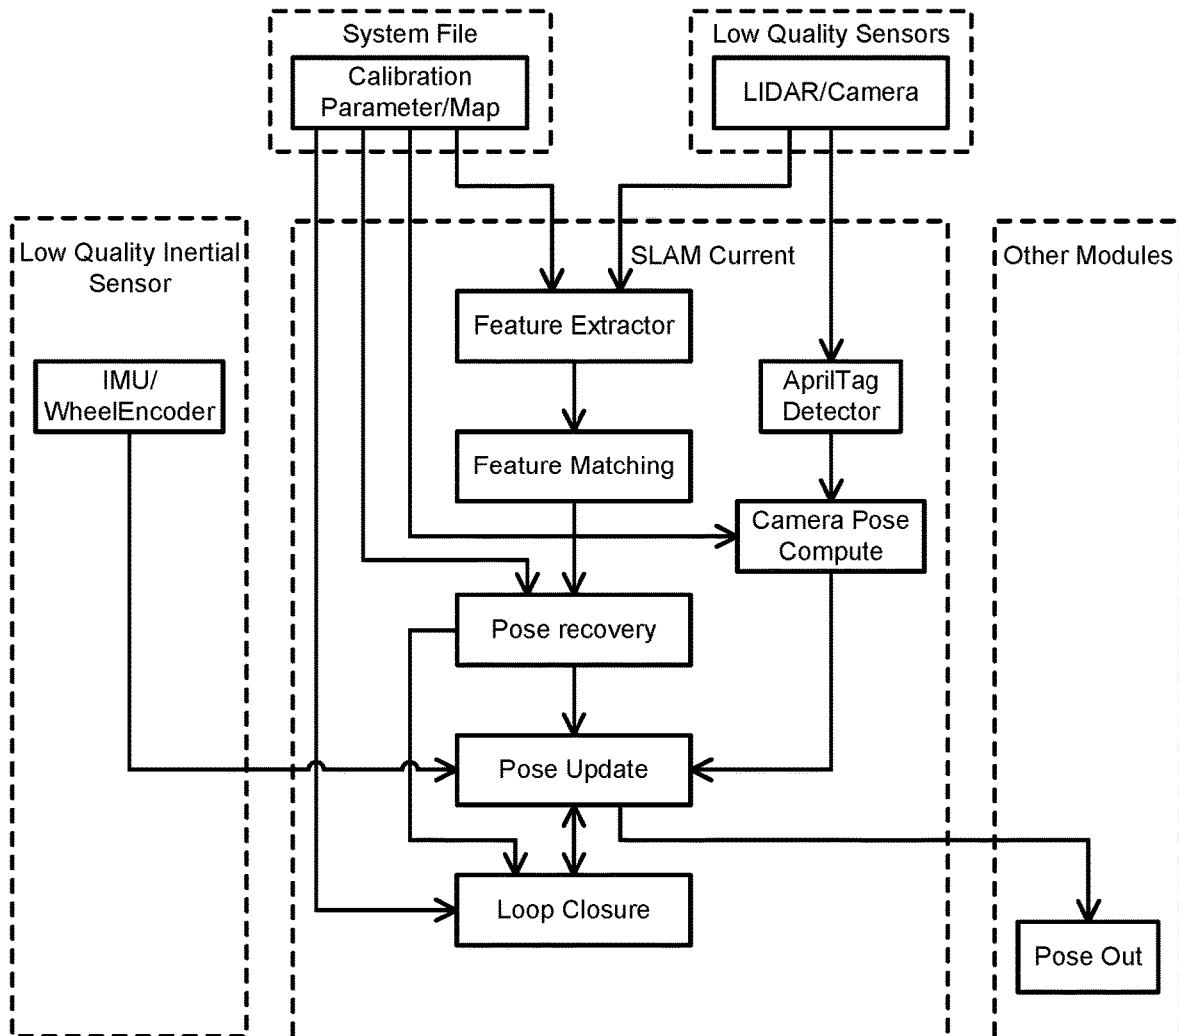 System File
Calibration
Parameter/Map
Low Quality Sensors
LIDAR/Camera
Low Quality Inertial
Sensor
IMU/
WheelEncoder
SLAM Current
Feature Extractor
Feature Matching
AprilTag
Detector
Camera Pose
Compute
Pose recovery
Pose Update
Loop Closure
Other Modules
Pose Out